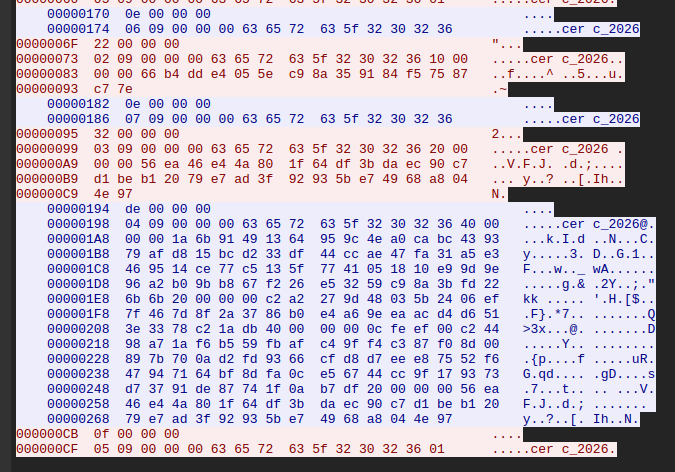 00000170 0e 00 00 00 ....
00000174 06 09 00 00 00 63 65 72 63 5f 32 30 32 36 .....cer c_2026
0000006F 22 00 00 00 "...
00000073 02 09 00 00 00 63 65 72 63 5f 32 30 32 36 10 00 .....cer c_2026..
00000083 00 00 66 b4 dd e4 05 5e c9 8a 35 91 84 f5 75 87 ..f....^ ..5...u.
00000093 c7 7e .~
00000182 0e 00 00 00 ....
00000186 07 09 00 00 00 63 65 72 63 5f 32 30 32 36 .....cer c_2026
00000095 32 00 00 00 2...
00000099 03 09 00 00 00 63 65 72 63 5f 32 30 32 36 20 00 .....cer c_2026 .
000000A9 00 00 56 ea 46 e4 4a 80 1f 64 df 3b da ec 90 c7 ..V.F.J. .d.;....
000000B9 d1 be b1 20 79 e7 ad 3f 92 93 5b e7 49 68 a8 04 ... y..? ..[.Ih..
000000C9 4e 97 N.
00000194 de 00 00 00 ....
00000198 04 09 00 00 00 63 65 72 63 5f 32 30 32 36 40 00 .....cer c_2026@.
000001A8 00 00 1a 6b 91 49 13 64 95 9c 4e a0 ca bc 43 93 ...k.I.d ..N...C.
000001B8 79 af d8 15 bc d2 33 df 44 cc ae 47 fa 31 a5 e3 y.....3. D..G.1..
000001C8 46 95 14 ce 77 c5 13 5f 77 41 05 18 10 e9 9d 9e F...w.._ wA......
000001D8 96 a2 b0 9b b8 67 f2 26 e5 32 59 c9 8a 3b fd 22 .....g.& .2Y..;."
000001E8 6b 6b 20 00 00 00 c2 a2 27 9d 48 03 5b 24 06 ef kk ..... '.H.[$..
000001F8 7f 46 7d 8f 2a 37 86 b0 e4 a6 9e ea ac d4 d6 51 .F}.*7.. .......Q
00000208 3e 33 78 c2 1a db 40 00 00 00 0c fe ef 00 c2 44 >3x...@. .......D
00000218 98 a7 1a f6 b5 59 fb af c4 9f f4 c3 87 f0 8d 00 .....Y.. ........
00000228 89 7b 70 0a d2 fd 93 66 cf d8 d7 ee e8 75 52 f6 .{p....f .....uR.
00000238 47 94 71 64 bf 8d fa 0c e5 67 44 cc 9f 17 93 73 G.qd.... .gD....s
00000248 d7 37 91 de 87 74 1f 0a b7 df 20 00 00 00 56 ea .7...t.. .. ...V.
00000258 46 e4 4a 80 1f 64 df 3b da ec 90 c7 d1 be b1 20 F.J..d.; .......
00000268 79 e7 ad 3f 92 93 5b e7 49 68 a8 04 4e 97 y..?..[. Ih..N.
000000CB 0f 00 00 00 ....
000000CF 05 09 00 00 00 63 65 72 63 5f 32 30 32 36 01 .....cer c_2026.